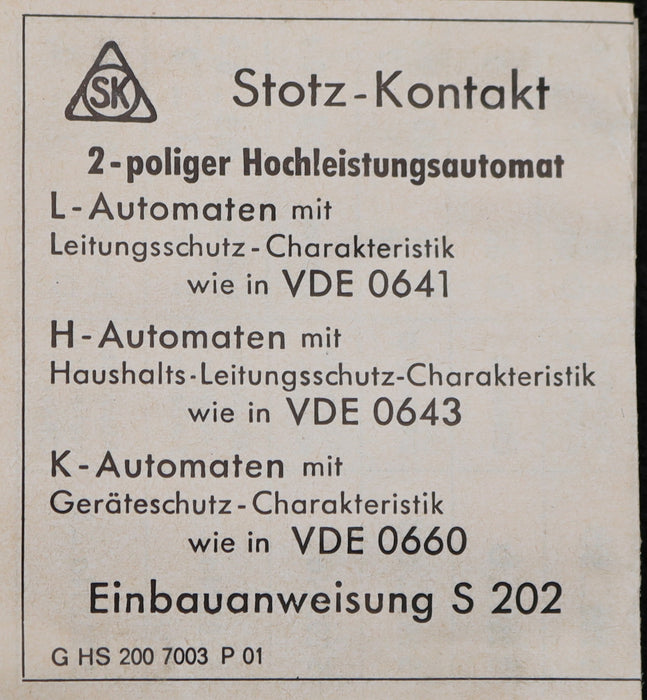 SK
Stotz-Kontakt
2-poliger Hochleistungsautomat
L-Automaten mit
Leitungsschutz-Charakteristik
wie in VDE 0641
H-Automaten mit
Haushalts-Leitungsschutz-Charakteristik
wie in VDE 0643
K-Automaten mit
Geräteschutz-Charakteristik
wie in VDE 0660
Einbauanweisung S 202
G HS 200 7003 P 01